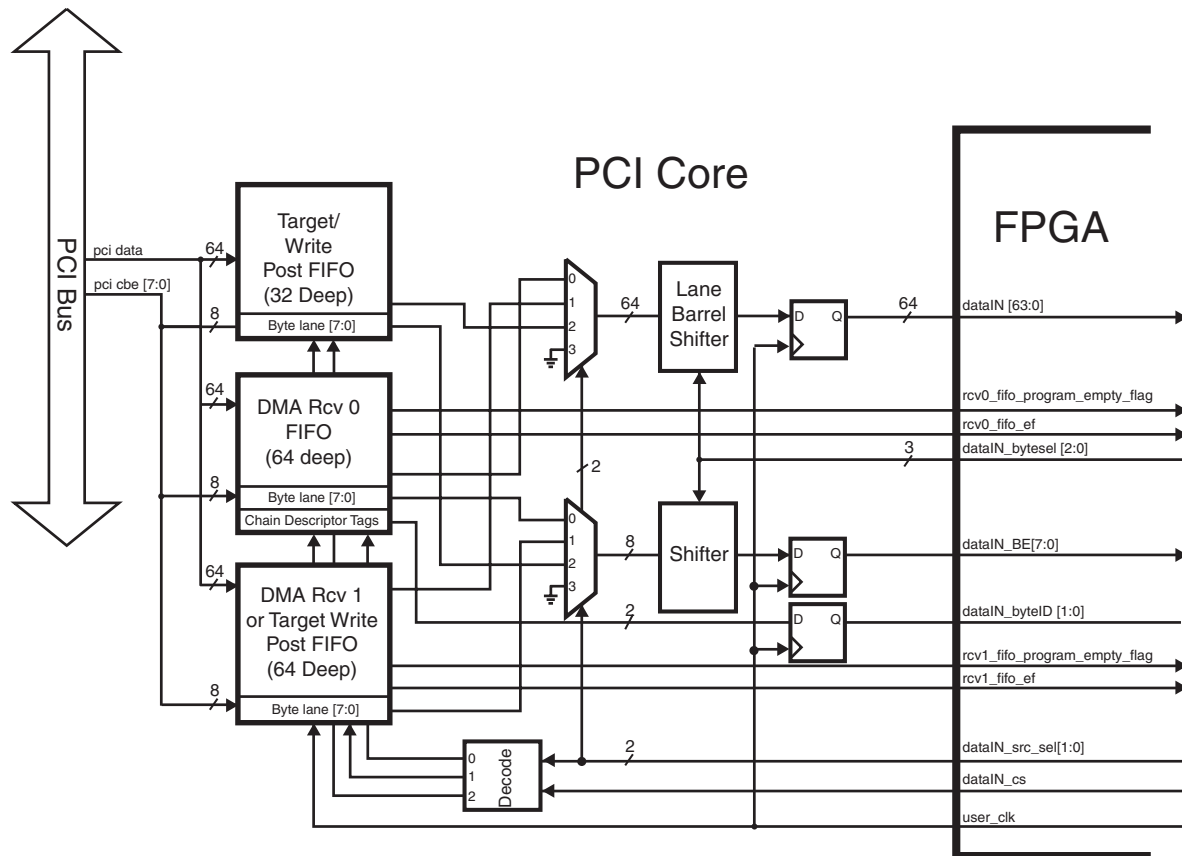 PCI Core
FPGA
PCI Bus
pci data
pci cbe [7:0]
64
8
Target/
Write
Post FIFO
(32 Deep)
Byte lane [7:0]
64
8
DMA Rcv 0
FIFO
(64 deep)
Byte lane [7:0]
Chain Descriptor Tags
64
8
DMA Rcv 1
or Target Write
Post FIFO
(64 Deep)
Byte lane [7:0]
0
1
2
3
64
Lane
Barrel
Shifter
D Q
64
dataIN [63:0]
rcv0_fifo_program_empty_flag
rcv0_fifo_ef
3
dataIN_bytesel [2:0]
2
0
1
2
3
8
Shifter
D Q
dataIN_BE[7:0]
2
D Q
dataIN_byteID [1:0]
rcv1_fifo_program_empty_flag
rcv1_fifo_ef
0
1
2
Decode
2
dataIN_src_sel[1:0]
dataIN_cs
user_clk